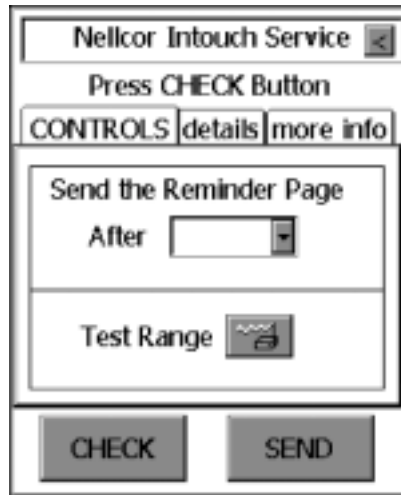 Nellcor Intouch Service <
Press CHECK Button
CONTROLS details more info
Send the Reminder Page
After
Test Range
CHECK SEND